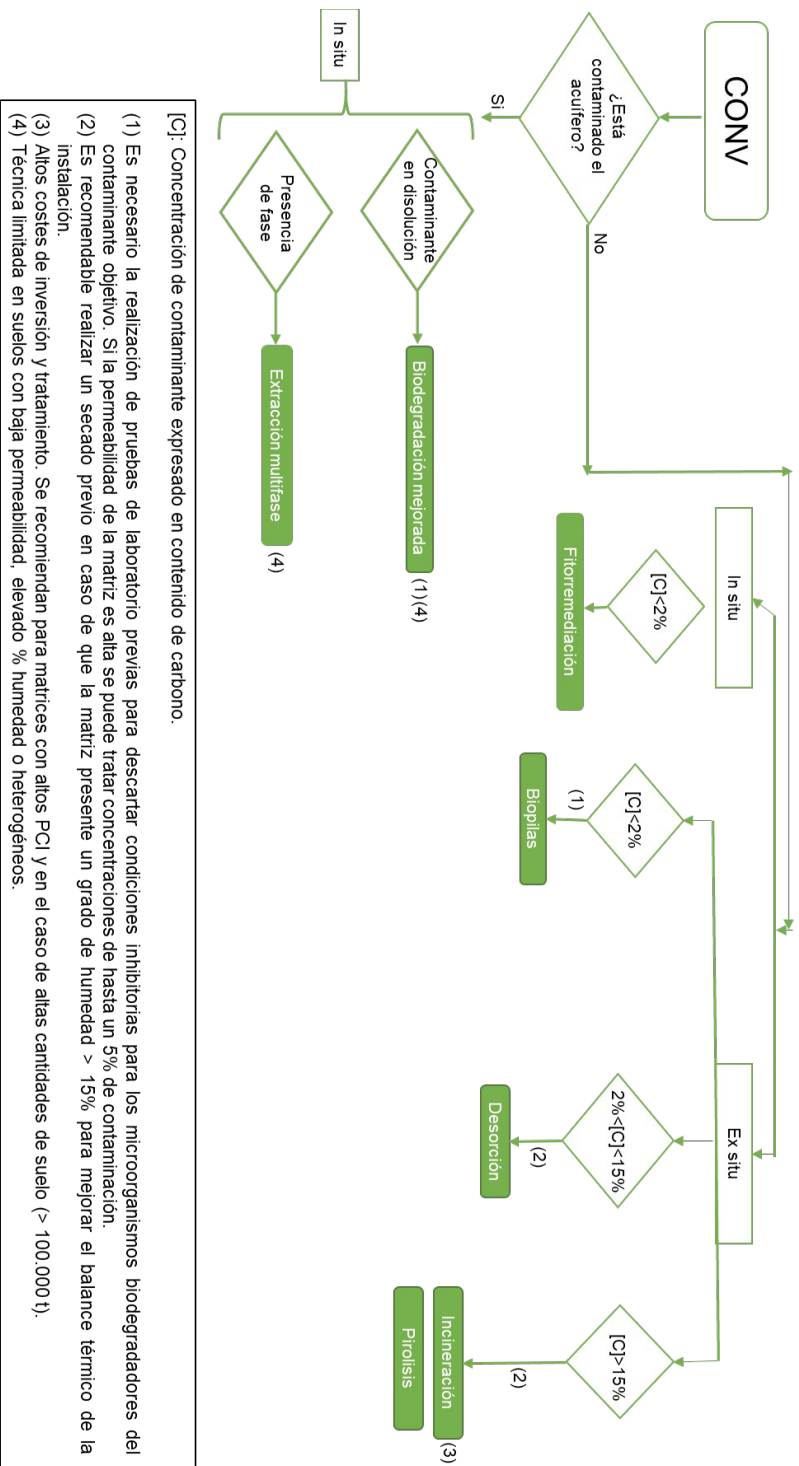 CONV
¿Está
contaminado el
acuífero?
No
Si
In situ
Ex situ
[C]<2%
Fitorremediación
[C]<2%
(1)
Biopilas
2%<[C]<15%
(2)
Desorción
[C]>15%
(2)
Incineración
(3)
Pirolisis
In situ
Contaminante
en disolución
Biodegradación mejorada
(1)(4)
Presencia
de fase
Extracción multifase
(4)
[C]: Concentración de contaminante expresado en contenido de carbono.
(1) Es necesario la realización de pruebas de laboratorio previas para descartar condiciones inhibitorias para los microorganismos biodegradadores del
contaminante objetivo. Si la permeabilidad de la matriz es alta se puede tratar concentraciones de hasta un 5% de contaminación.
(2) Es recomendable realizar un secado previo en caso de que la matriz presente un grado de humedad > 15% para mejorar el balance térmico de la
instalación.
(3) Altos costes de inversión y tratamiento. Se recomiendan para matrices con altos PCI y en el caso de altas cantidades de suelo (> 100.000 t).
(4) Técnica limitada en suelos con baja permeabilidad, elevado % humedad o heterogéneos.